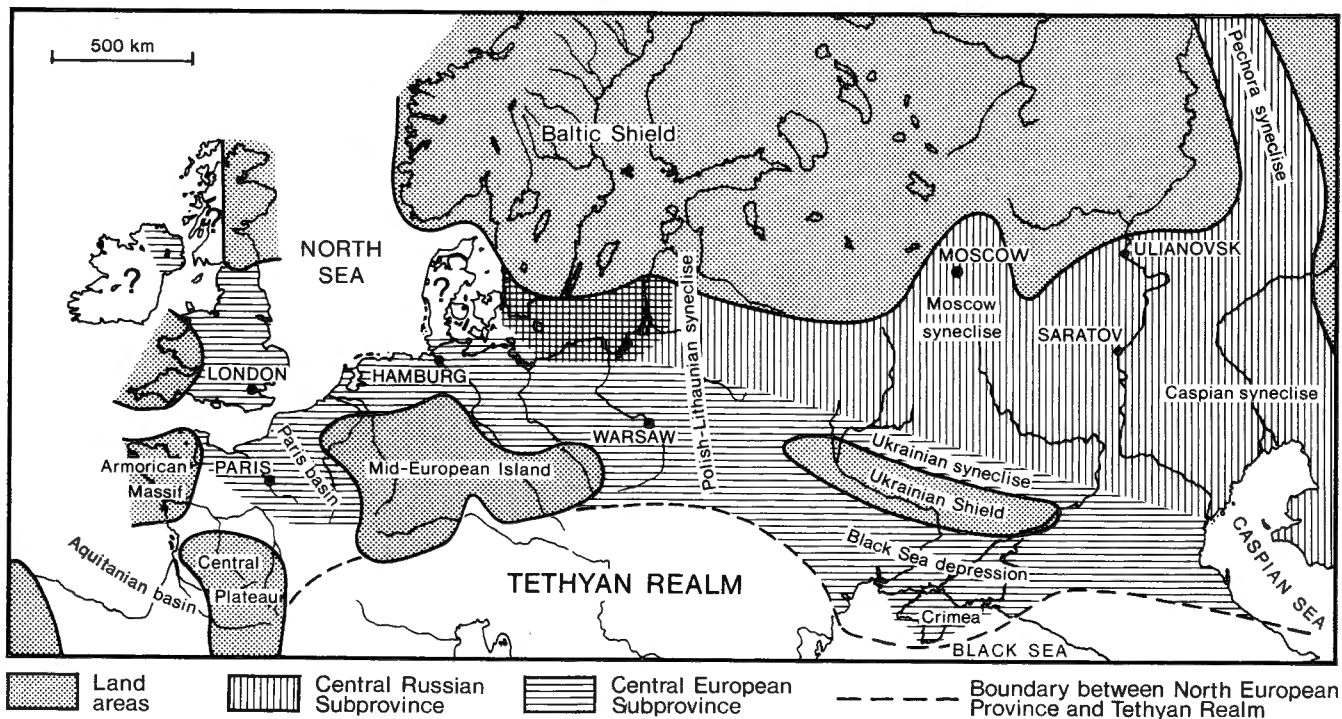 500 km
Pechora syneclise
Baltic Shield
NORTH
SEA
?
?
MOSCOW
ULIANOVSK
Moscow
syneclise
SARATOV
Polish-Lithaunian syneclise
LONDON
HAMBURG
Caspian syneclise
WARSAW
Armorican
Massif
PARIS
Paris basin
Mid-European Island
Ukrainian syneclise
Ukrainian Shield
Aquitanian basin
Central
Plateau
TETHYAN REALM
Black Sea depression
CASPIAN SEA
Crimea
BLACK SEA
Land
areas
Central Russian
Subprovince
Central European
Subprovince
Boundary between North European
Province and Tethyan Realm